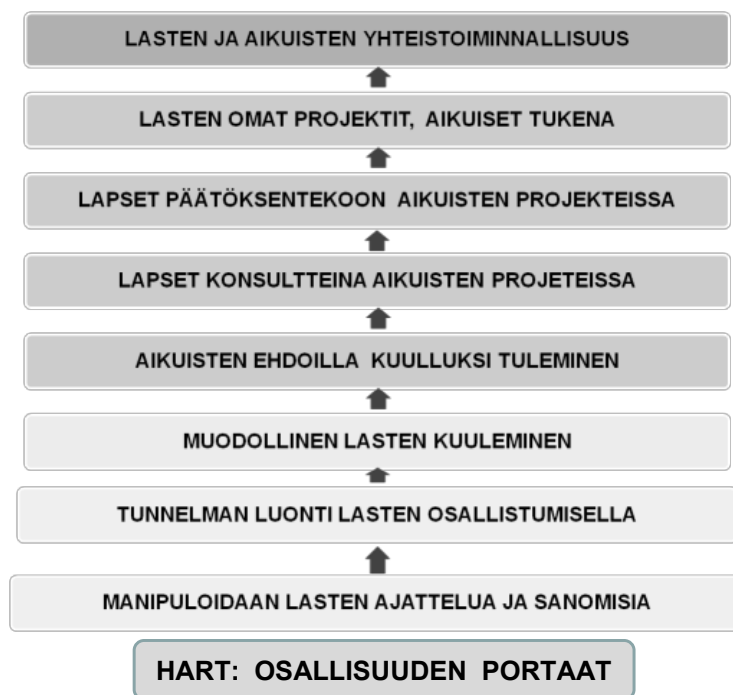 LASTEN JA AIKUISTEN YHTEISTOIMINNALLISUUS
LASTEN OMAT PROJEKTIT, AIKUISET TUKENA
LAPSET PÄÄTÖKSENTEKOON AIKUISTEN PROJEKTEISSA
LAPSET KONSULTTEINA AIKUISTEN PROJETEISSA
AIKUISTEN EHDOILLA KUULLUKSI TULEMINEN
MUODOLLINEN LASTEN KUULEMINEN
TUNNELMAN LUONTI LASTEN OSALLISTUMISELLA
MANIPULOIDAAN LASTEN AJATTELUA JA SANOMISIA
HART: OSALLISUUDEN PORTAAT